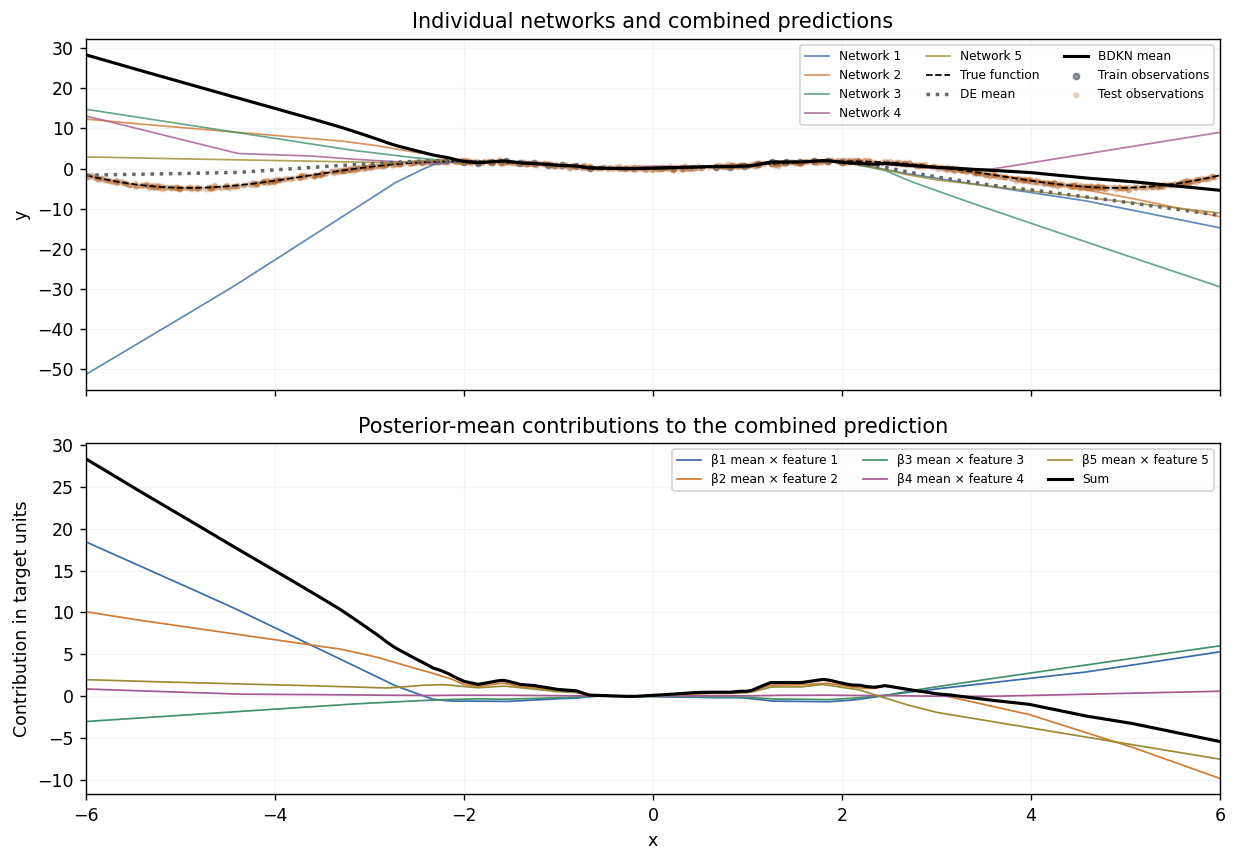 Individual networks and combined predictions
30
20
10
0
−10
−20
−30
−40
−50
y
Network 1
Network 2
Network 3
Network 4
Network 5
True function
DE mean
BDKN mean
Train observations
Test observations
Posterior-mean contributions to the combined prediction
30
25
20
15
10
5
0
−5
−10
Contribution in target units
β1 mean × feature 1
β2 mean × feature 2
β3 mean × feature 3
β4 mean × feature 4
β5 mean × feature 5
Sum
−6
−4
−2
0
2
4
6
x